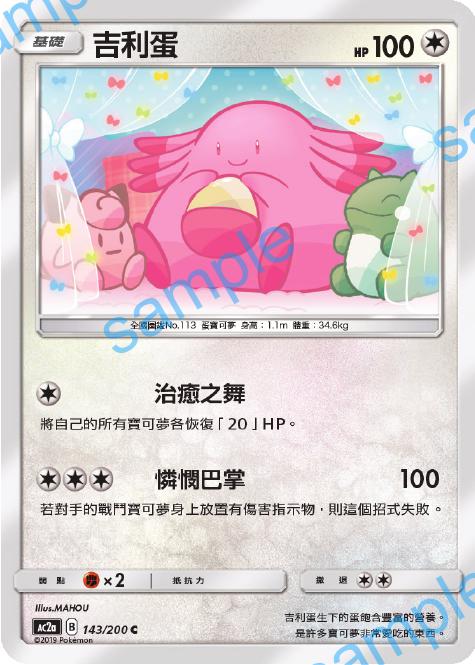 sample
基礎 吉利蛋 HP 100
sample
全國圖鑑No.113 蛋寶可夢 身高：1.1m 體重：34.6kg
治癒之舞
將自己的所有寶可夢各恢復「20」HP。
憐憫巴掌 100
若對手的戰鬥寶可夢身上放置有傷害指示物，則這個招式失敗。
弱點 ×2 抵抗力 撤退
Illus.MAHOU
AC2a B 143/200 C
©2019 Pokémon
吉利蛋生下的蛋飽含豐富的營養。
是許多寶可夢非常愛吃的東西。
sample